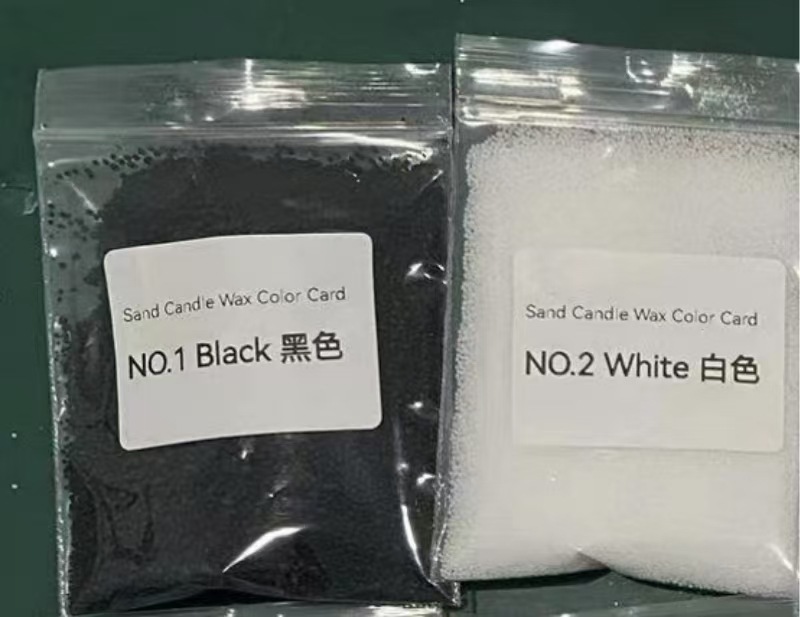 Sand Candle Wax Color Card
NO.1 Black 黑色
Sand Candle Wax Color Card
NO.2 White 白色